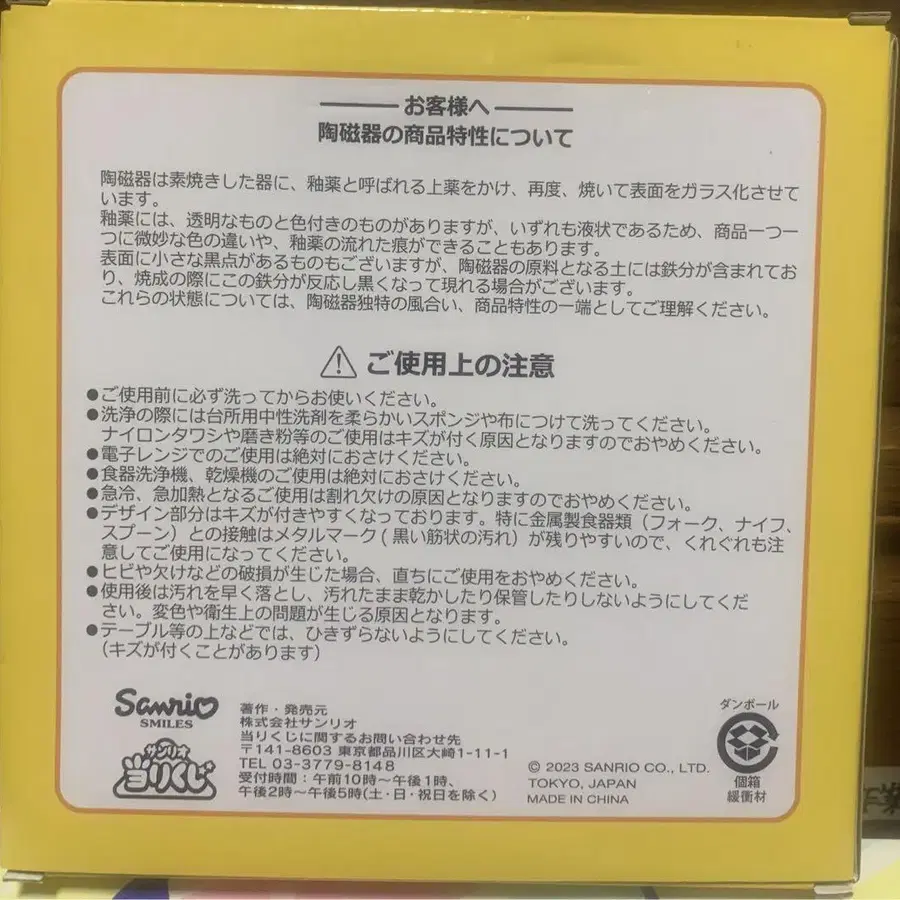 お客様へ
陶磁器の商品特性について
陶磁器は素焼きした器に、釉薬と呼ばれる上薬をかけ、再度、焼いて表面をガラス化させて
います。
釉薬には、透明なものと色付きのものがありますが、いずれも液状であるため、商品一つ一
つに微妙な色の違いや、釉薬の流れた痕ができることもあります。
表面に小さな黒点があるものもございますが、陶磁器の原料となる土には鉄分が含まれてお
り、焼成の際にこの鉄分が反応し黒くなって現れる場合がございます。
これらの状態については、陶磁器独特の風合い、商品特性の一端としてご理解ください。
ご使用上の注意
●ご使用前に必ず洗ってからお使いください。
●洗浄の際には台所用中性洗剤を柔らかいスポンジや布につけて洗ってください。
ナイロンタワシや磨き粉等のご使用はキズが付く原因となりますのでおやめください。
●電子レンジでのご使用は絶対におさけください。
●食器洗浄機、乾燥機のご使用は絶対におさけください。
●急冷、急加熱となるご使用は割れ欠けの原因となりますのでおやめください。
●デザイン部分はキズが付きやすくなっております。特に金属製食器類（フォーク、ナイフ、
スプーン）との接触はメタルマーク(黒い筋状の汚れ）が残りやすいので、くれぐれも注
意してご使用になってください。
●ヒビや欠けなどの破損が生じた場合、直ちにご使用をおやめください。
●使用後は汚れを早く落とし、汚れたまま乾かしたり保管したりしないようにしてくだ
さい。変色や衛生上の問題が生じる原因となります。
●テーブル等の上などでは、ひきずらないようにしてください。
（キズが付くことがあります）
Sanrio
SMILES
サンリオ
当りくじ
著作・発売元
株式会社サンリオ
当りくじに関するお問い合わせ先
〒141-8603 東京都品川区大崎1-11-1
TEL 03-3779-8148
受付時間：午前10時～午後1時、
午後2時～午後5時(土・日・祝日を除く）
© 2023 SANRIO CO., LTD.
TOKYO, JAPAN
MADE IN CHINA
ダンボール
個箱
緩衝材